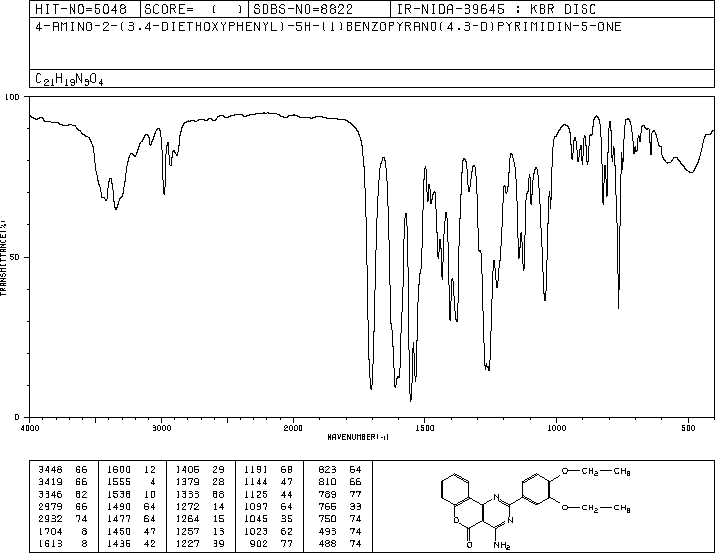 HIT-NO=5048 SCORE= ( ) SDBS-NO=8822 IR-NIDA-39645 : KBR DISC
4-AMINO-2-(3,4-DIETHOXYPHENYL)-5H-(1)BENZOPYRANO(4,3-D)PYRIMIDIN-5-ONE
C21H19N3O4
100
50
0
TRANSMITTANCE(%)
4000 3000 2000 1500 1000 500
WAVENUMBER(-1)
3448 66 1600 12 1406 29 1191 68 823 64
3419 66 1555 4 1379 28 1144 47 810 66
3346 62 1538 10 1333 68 1125 44 789 77
2979 66 1490 64 1272 14 1097 64 766 33
2932 74 1477 64 1264 15 1045 35 750 74
1704 8 1450 47 1257 13 1023 62 493 74
1613 8 1436 42 1227 39 902 77 488 74
O-CH2-CH3
O-CH2-CH3
N
N
O
O
NH2